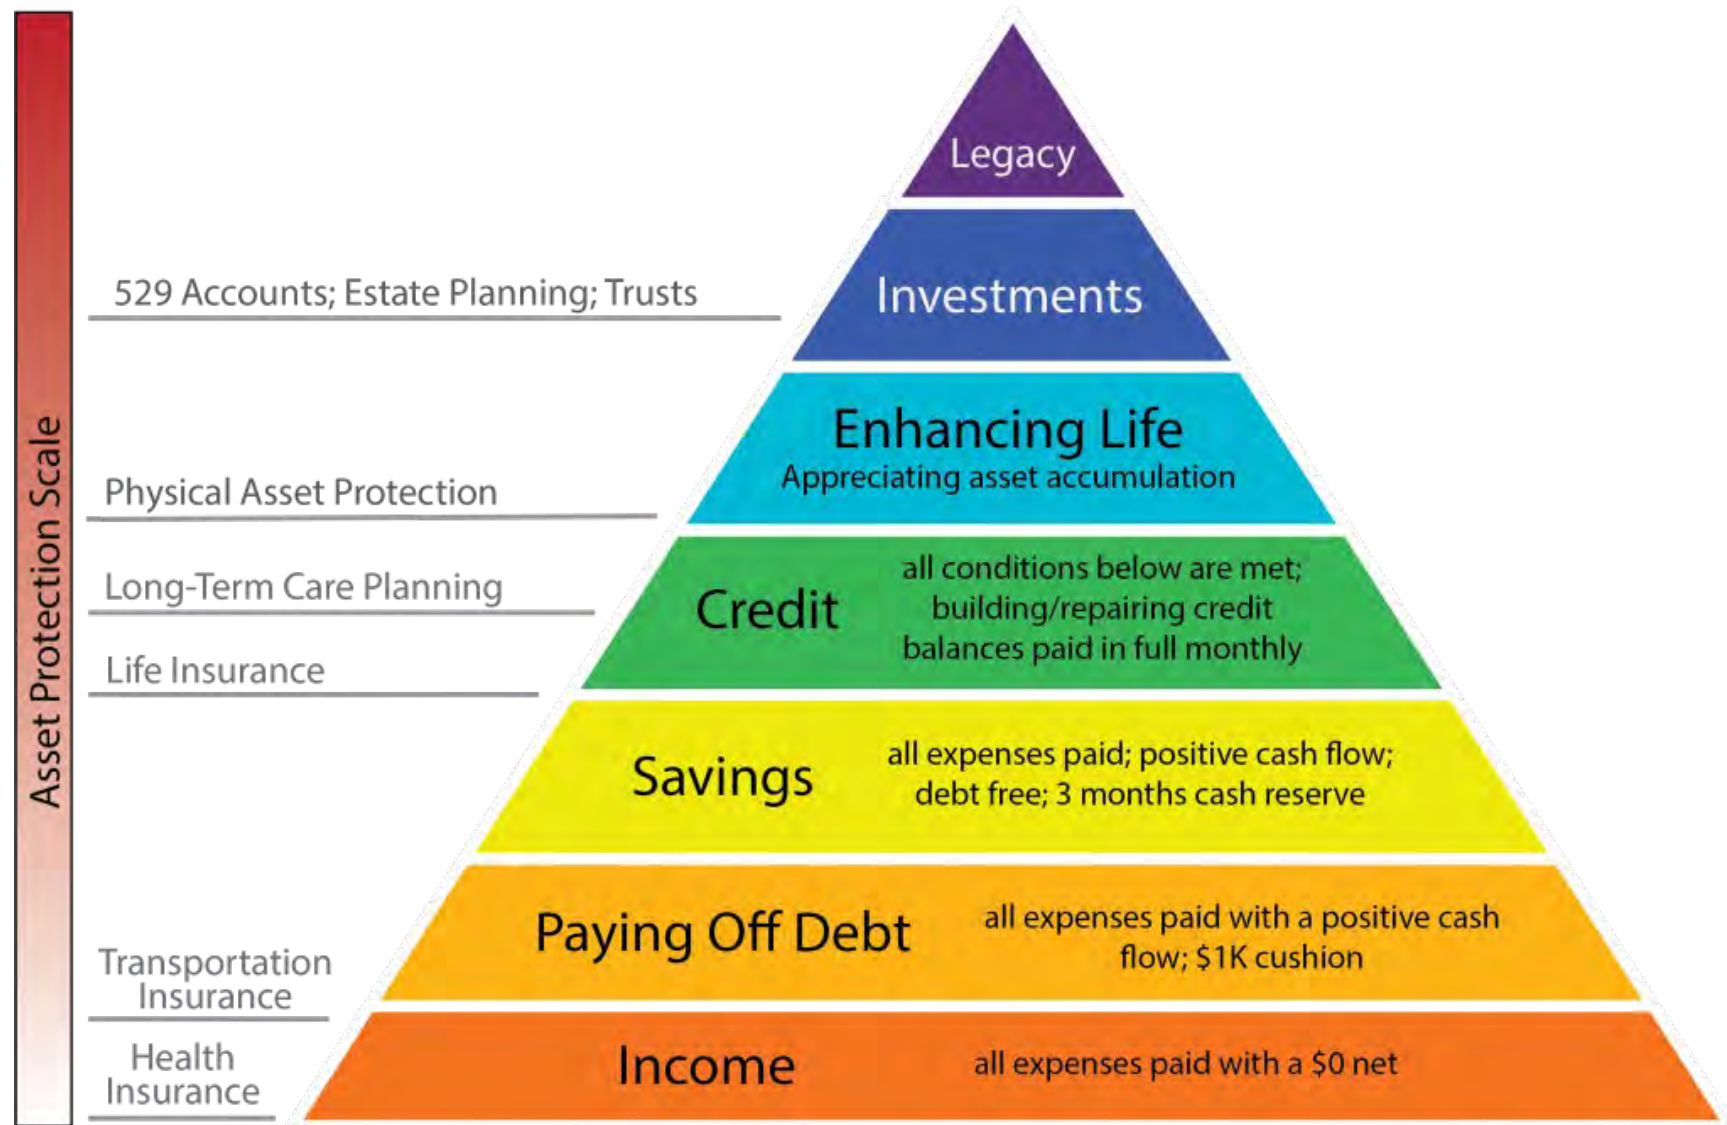 Asset Protection Scale
Legacy
529 Accounts; Estate Planning; Trusts
Investments
Enhancing Life
Appreciating asset accumulation
Physical Asset Protection
Long-Term Care Planning
Life Insurance
Credit
all conditions below are met;
building/repairing credit
balances paid in full monthly
Savings
all expenses paid; positive cash flow;
debt free; 3 months cash reserve
Paying Off Debt
all expenses paid with a positive cash
flow; $1K cushion
Transportation
Insurance
Health
Insurance
Income
all expenses paid with a $0 net